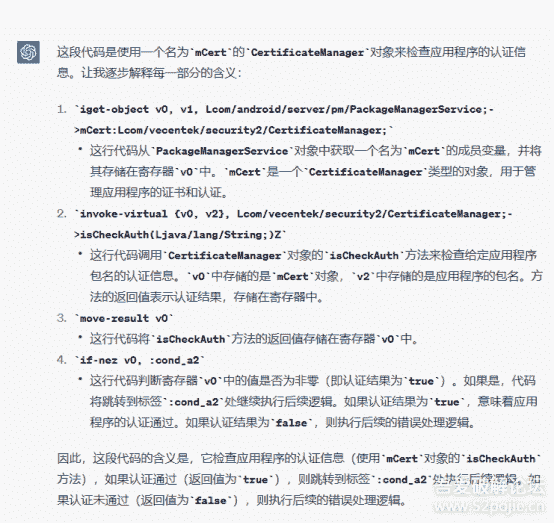 这段代码是使用一个名为`mCert`的`CertificateManager`对象来检查应用程序的认证信
息。让我逐步解释每一部分的含义：
1. `iget-object v0, v1, Lcom/android/server/pm/PackageManagerService;-
>mCert:Lcom/vecentek/security2/CertificateManager;`
• 这行代码从`PackageManagerService`对象中获取一个名为`mCert`的成员变量，并将
其存储在寄存器`v0`中。`mCert`是一个`CertificateManager`类型的对象，用于管
理应用程序的证书和认证。
2. `invoke-virtual {v0, v2}, Lcom/vecentek/security2/CertificateManager;-
>isCheckAuth(Ljava/lang/String;)Z`
• 这行代码调用`CertificateManager`对象的`isCheckAuth`方法来检查给定应用程序
包名的认证信息。`v0`中存储的是`mCert`对象，`v2`中存储的是应用程序的包名。方
法的返回值表示认证结果，存储在寄存器中。
3. `move-result v0`
• 这行代码将`isCheckAuth`方法的返回值存储在寄存器`v0`中。
4. `if-nez v0, :cond_a2`
• 这行代码判断寄存器`v0`中的值是否为非零（即认证结果为`true`）。如果是，代码
将跳转到标签`:cond_a2`处继续执行后续逻辑。如果认证结果为`true`，意味着应用
程序的认证通过。如果认证结果为`false`，则执行后续的错误处理逻辑。
因此，这段代码的含义是，它检查应用程序的认证信息（使用`mCert`对象的`isCheckAuth`
方法），如果认证通过（返回值为`true`），则跳转到标签`:cond_a2`处执行后续逻辑。如
果认证未通过（返回值为`false`），则执行后续的错误处理逻辑。
吾爱破解论坛
www.52pojie.cn